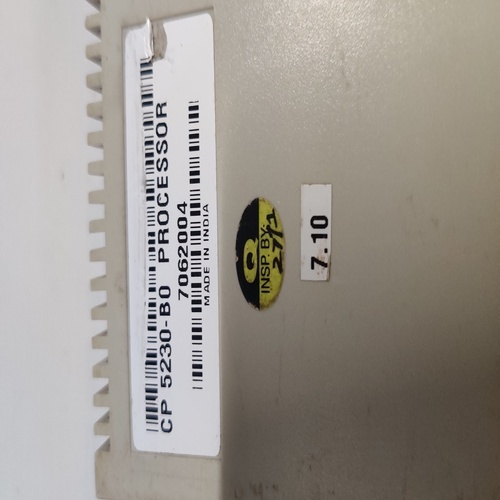 CP 5230-B0 PROCESSOR
7062004
MADE IN INDIA
INSP. BY:
7.10